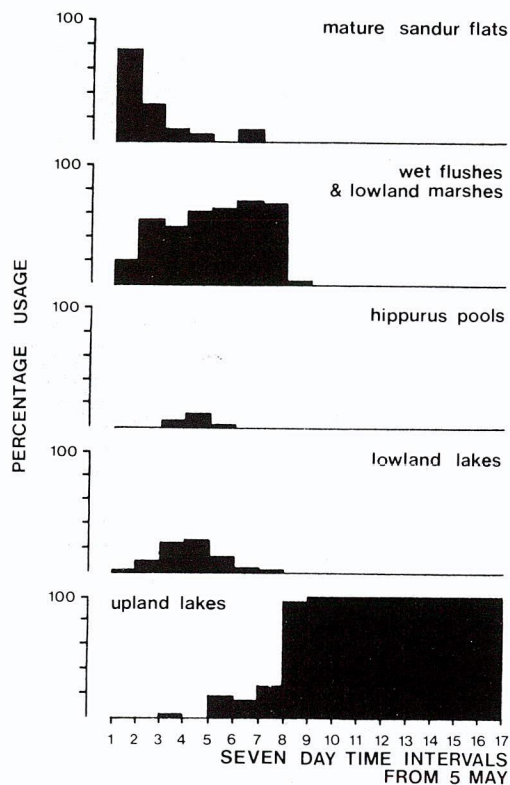 100
mature sandur flats
100
wet flushes
& lowland marshes
100
hippurus pools
100
lowland lakes
100
upland lakes
PERCENTAGE USAGE
1 2 3 4 5 6 7 8 9 10 11 12 13 14 15 16 17
SEVEN DAY TIME INTERVALS
FROM 5 MAY